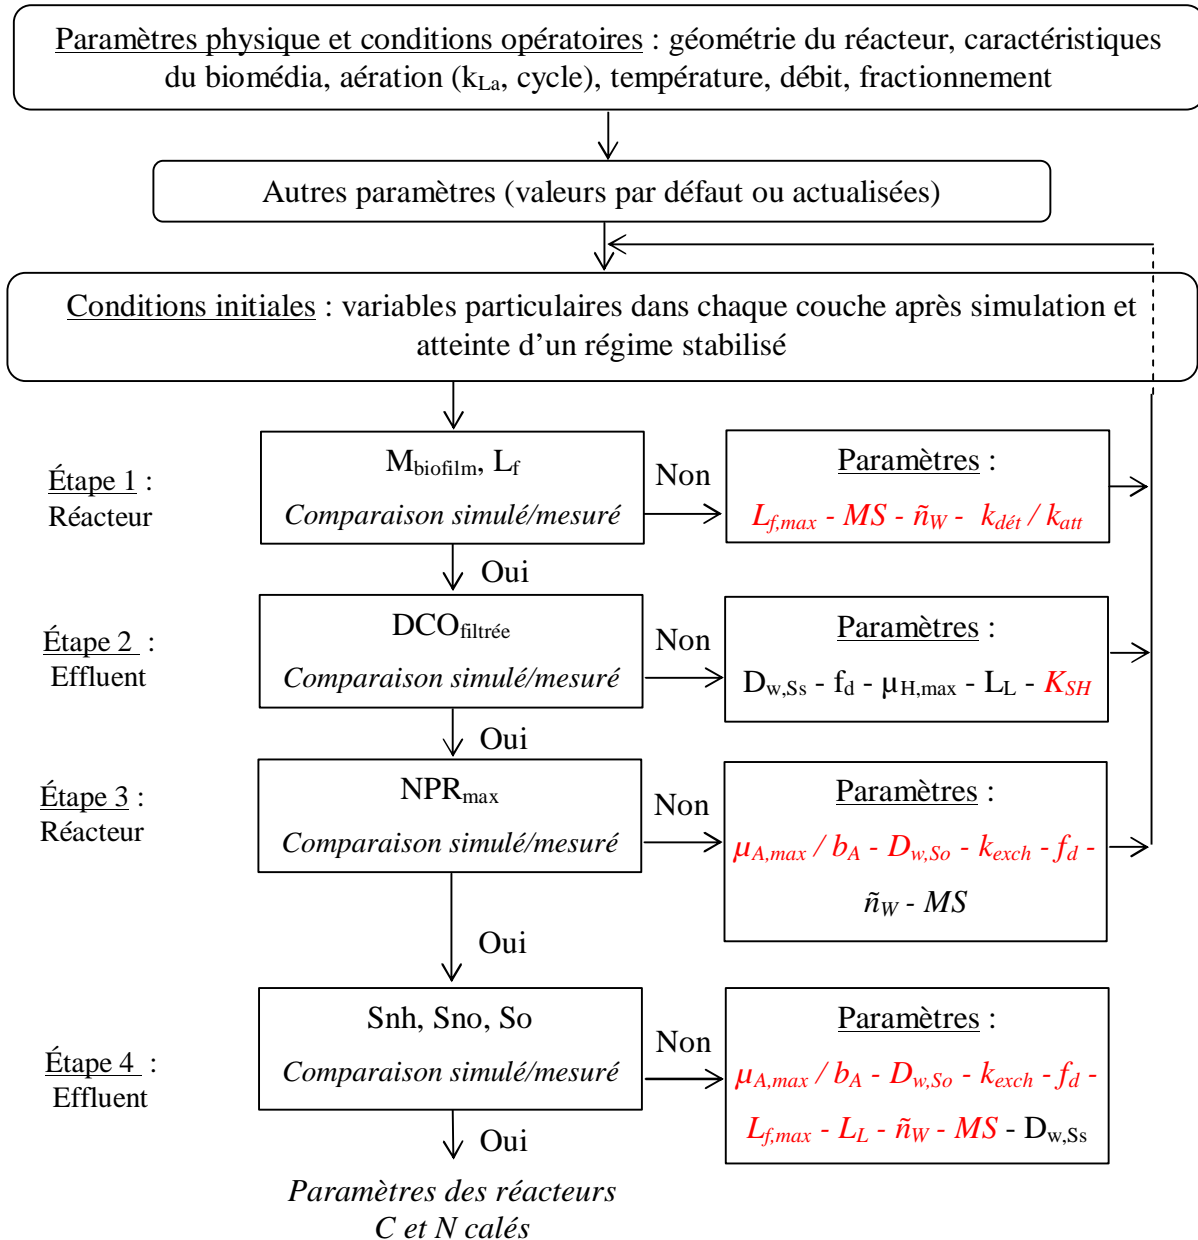 Paramètres physique et conditions opératoires : géométrie du réacteur, caractéristiques
du biomédia, aération (kLa, cycle), température, débit, fractionnement
Autres paramètres (valeurs par défaut ou actualisées)
Conditions initiales : variables particulaires dans chaque couche après simulation et
atteinte d’un régime stabilisé
Étape 1 :
Réacteur
Mbiofilm, Lf
Comparaison simulé/mesuré
Non
Paramètres :
Lf,max - MS - ñW - kdét / katt
Oui
Étape 2 :
Effluent
DCOfiltrée
Comparaison simulé/mesuré
Non
Paramètres :
Dw,Ss - fd - µH,max - LL - KSH
Oui
Étape 3 :
Réacteur
NPRmax
Comparaison simulé/mesuré
Non
Paramètres :
µA,max / bA - Dw,So - kexch - fd -
ñW - MS
Oui
Étape 4 :
Effluent
Snh, Sno, So
Comparaison simulé/mesuré
Non
Paramètres :
µA,max / bA - Dw,So - kexch - fd -
Lf,max - LL - ñW - MS - Dw,Ss
Oui
Paramètres des réacteurs
C et N calés